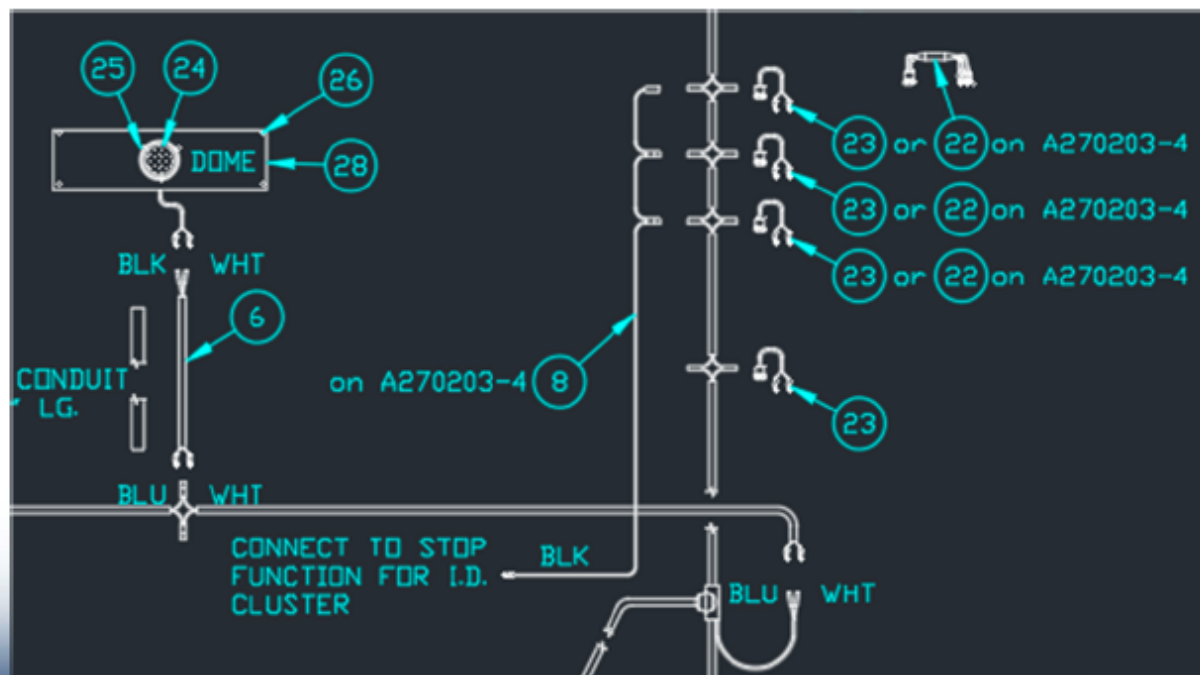 25 24 26
DOME 28
BLK WHT
6
CONDUIT
LG.
BLU WHT
23 or 22 on A270203-4
23 or 22 on A270203-4
23 or 22 on A270203-4
on A270203-4 8
23
CONNECT TO STOP
FUNCTION FOR I.D.
CLUSTER
BLK
BLU WHT